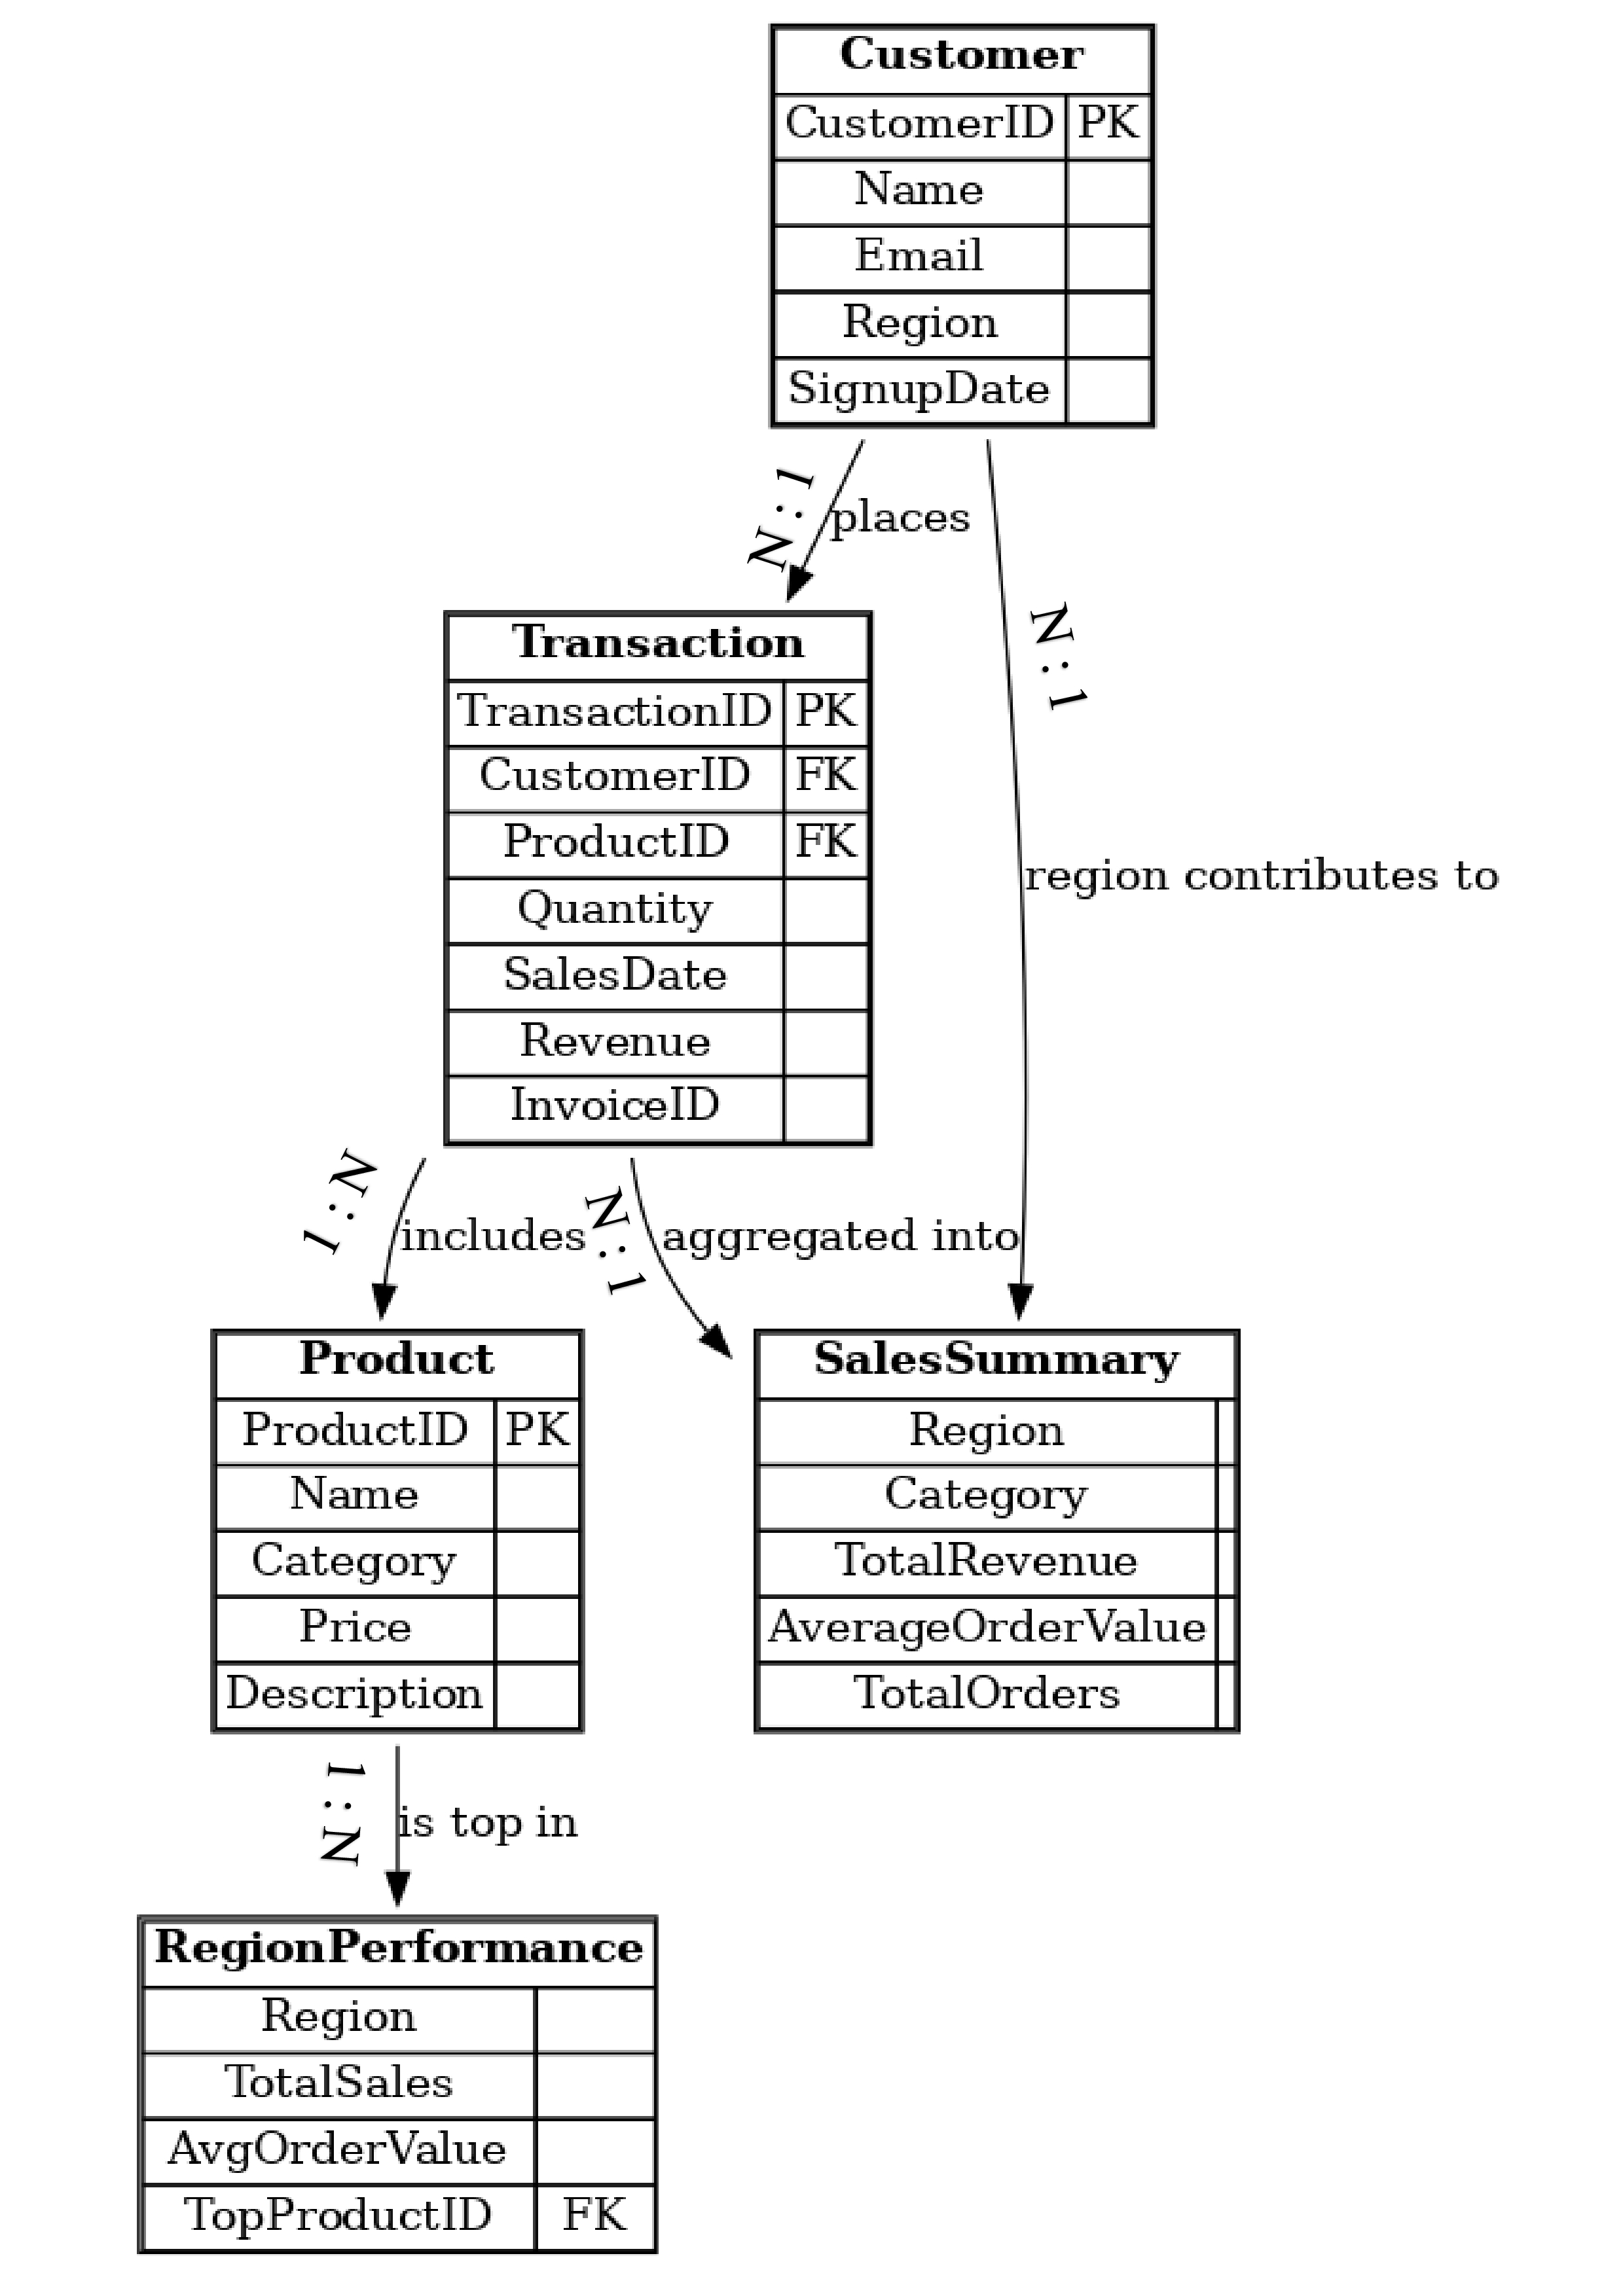 Customer
CustomerID PK
Name
Email
Region
SignupDate
N : 1
places
N : 1
Transaction
TransactionID PK
CustomerID FK
ProductID FK
Quantity
SalesDate
Revenue
InvoiceID
region contributes to
1 : N
includes
N : 1
aggregated into
Product
ProductID PK
Name
Category
Price
Description
SalesSummary
Region
Category
TotalRevenue
AverageOrderValue
TotalOrders
1 : N
is top in
RegionPerformance
Region
TotalSales
AvgOrderValue
TopProductID FK